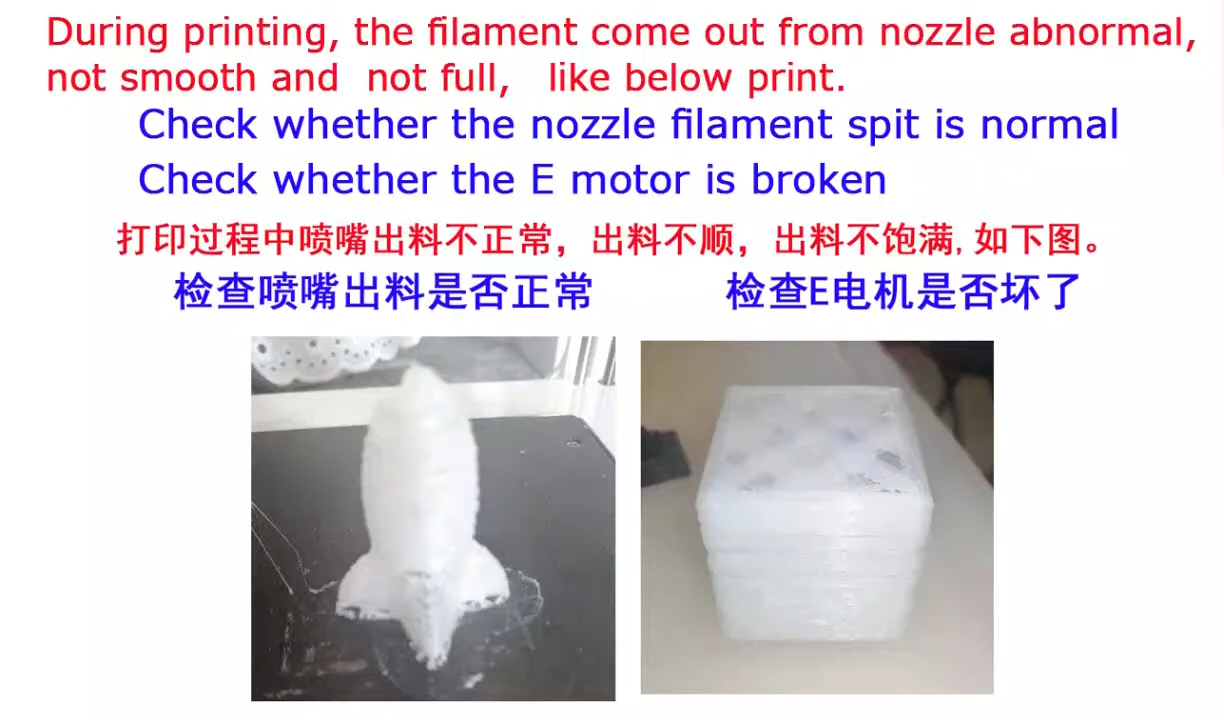 During printing, the filament come out from nozzle abnormal,
not smooth and not full, like below print.
Check whether the nozzle filament spit is normal
Check whether the E motor is broken
打印过程中喷嘴出料不正常，出料不顺，出料不饱满,如下图。
检查喷嘴出料是否正常 检查E电机是否坏了